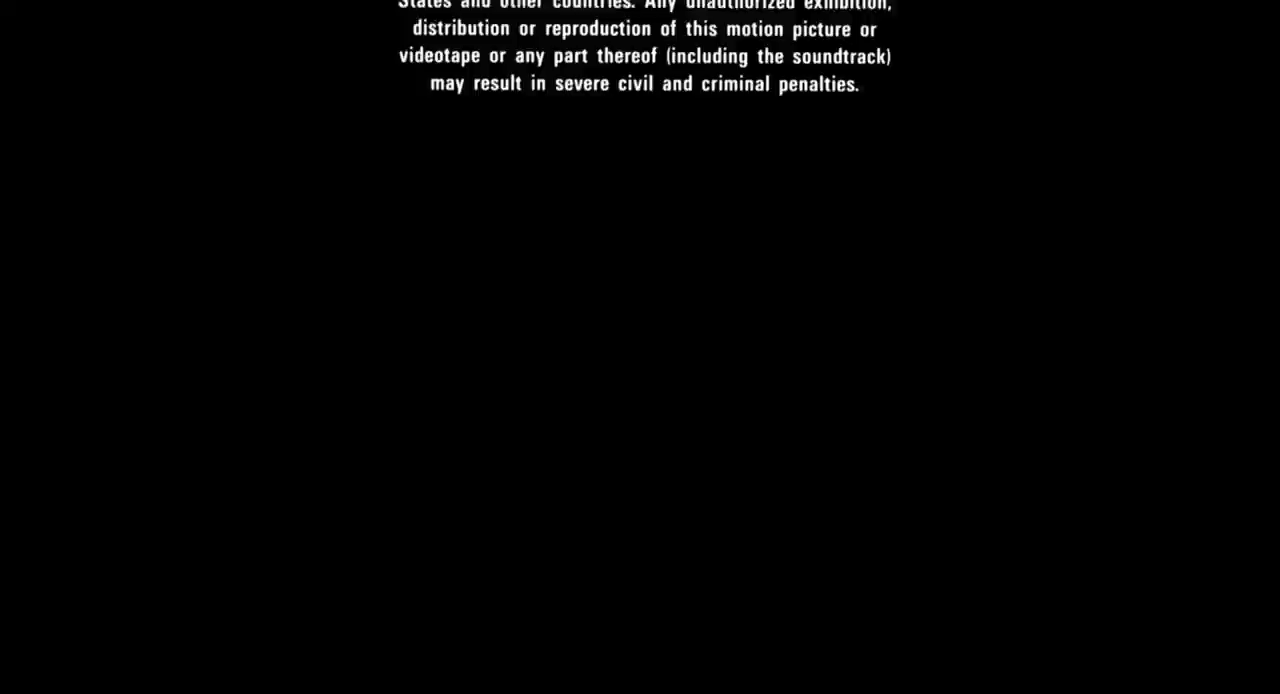 States and other countries. Any unauthorized exhibition,
distribution or reproduction of this motion picture or
videotape or any part thereof (including the soundtrack)
may result in severe civil and criminal penalties.